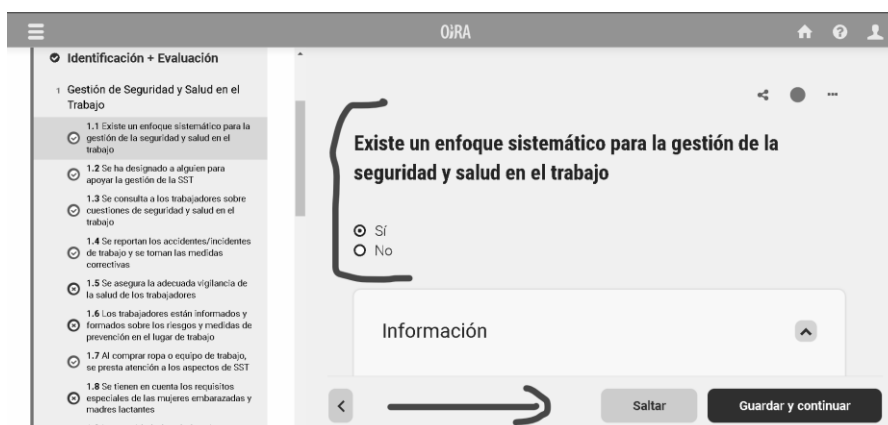 OiRA
Identificación + Evaluación
1 Gestión de Seguridad y Salud en el
Trabajo
1.1 Existe un enfoque sistemático para la
gestión de la seguridad y salud en el
trabajo
1.2 Se ha designado a alguien para
apoyar la gestión de la SST
1.3 Se consulta a los trabajadores sobre
cuestiones de seguridad y salud en el
trabajo
1.4 Se reportan los accidentes/incidentes
de trabajo y se toman las medidas
correctivas
1.5 Se asegura la adecuada vigilancia de
la salud de los trabajadores
1.6 Los trabajadores están informados y
formados sobre los riesgos y medidas de
prevención en el lugar de trabajo
1.7 Al comprar ropa o equipo de trabajo,
se presta atención a los aspectos de SST
1.8 Se tienen en cuenta los requisitos
especiales de las mujeres embarazadas y
madres lactantes
Existe un enfoque sistemático para la gestión de la
seguridad y salud en el trabajo
Sí
No
Información
Saltar
Guardar y continuar